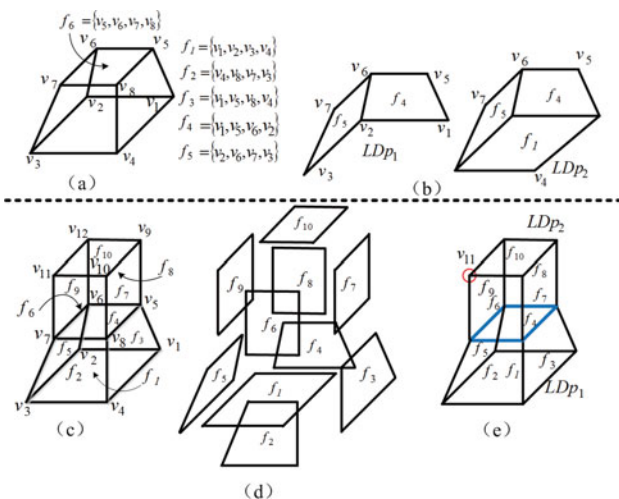 f6 = {v5, v6, v7, v8}
v6 v5
v7 v2 v8 v1
v3 v4
(a)
f1 = {v1, v2, v3, v4}
f2 = {v4, v8, v7, v3}
f3 = {v1, v5, v8, v4}
f4 = {v1, v5, v6, v2}
f5 = {v2, v6, v7, v3}
v6 v5
v7 f5 f4
v2 v1
v3 LDp1
v6 v5
v7 f5 f4
f1
v4 LDp2
(b)
v12 v9
v11 f10 v10 f8
f9 f7
f6 v6 v5
v7 f4 f3
f5 v2 v8 v1
f2 f1
v3 v4
(c)
f10
f9 f8 f7
f6
f5 f4 f3
f1
f2
(d)
LDp2
v11 f10
f9 f8
f6 f7
f4
f5
f2 f1 f3
LDp1
(e)